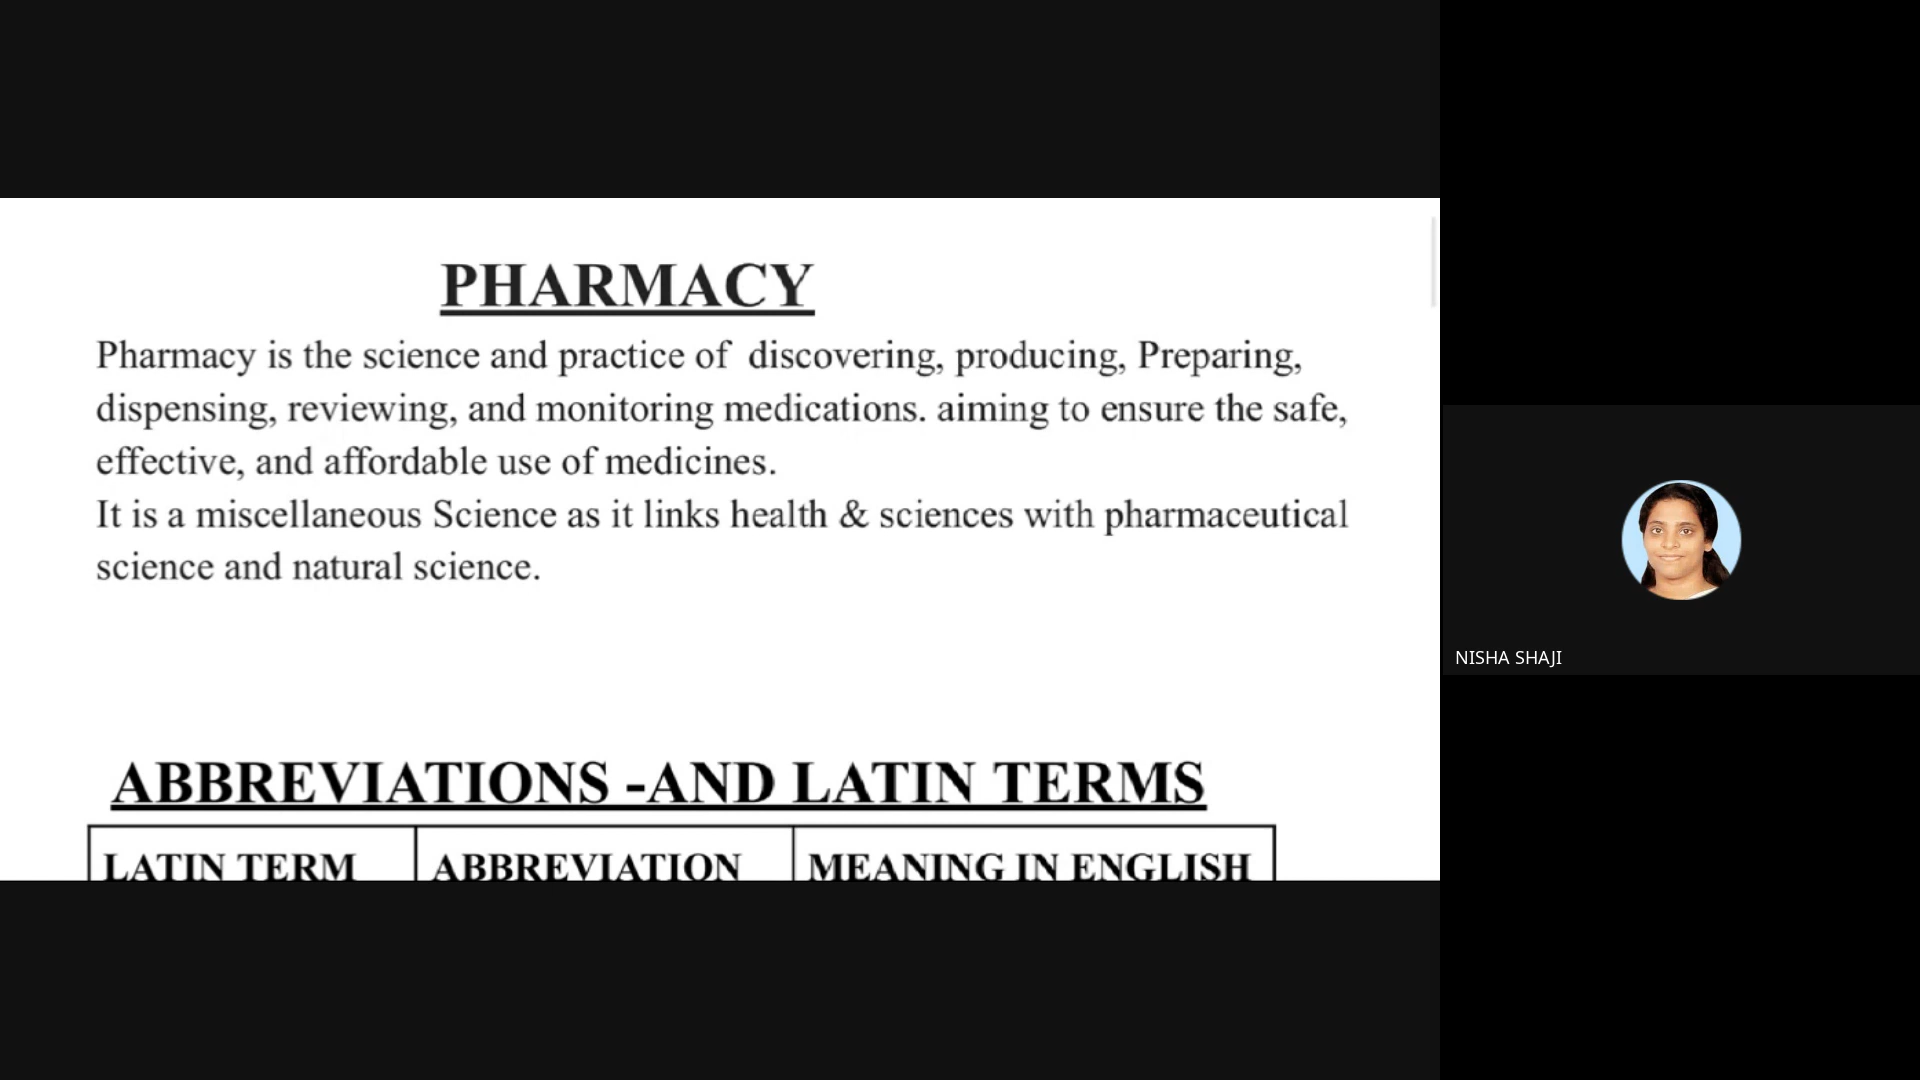 PHARMACY
Pharmacy is the science and practice of discovering, producing, Preparing,
dispensing, reviewing, and monitoring medications. aiming to ensure the safe,
effective, and affordable use of medicines.
It is a miscellaneous Science as it links health & sciences with pharmaceutical
science and natural science.
ABBREVIATIONS -AND LATIN TERMS
LATIN TERM ABBREVIATION MEANING IN ENGLISH
NISHA SHAJI